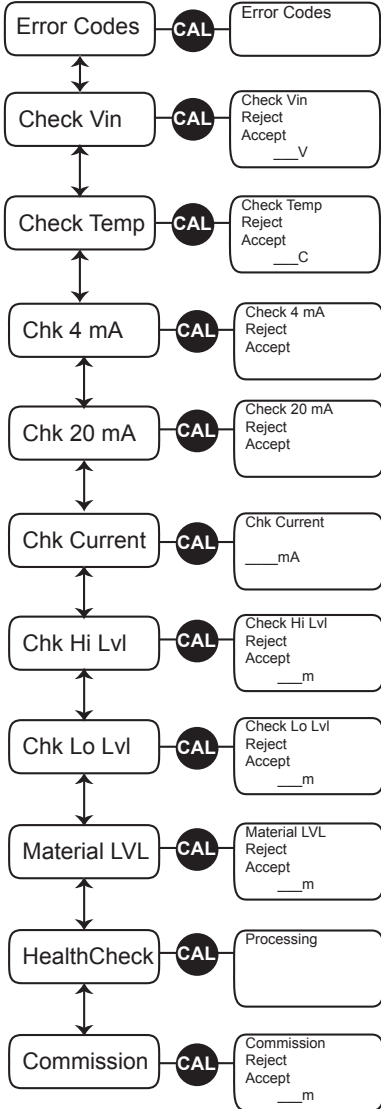 Error Codes
CAL
Error Codes
Check Vin
CAL
Check Vin
Reject
Accept
___V
Check Temp
CAL
Check Temp
Reject
Accept
___C
Chk 4 mA
CAL
Check 4 mA
Reject
Accept
Chk 20 mA
CAL
Check 20 mA
Reject
Accept
Chk Current
CAL
Chk Current
____mA
Chk Hi Lvl
CAL
Check Hi Lvl
Reject
Accept
___m
Chk Lo Lvl
CAL
Check Lo Lvl
Reject
Accept
___m
Material LVL
CAL
Material LVL
Reject
Accept
___m
HealthCheck
CAL
Processing
Commission
CAL
Commission
Reject
Accept
___m